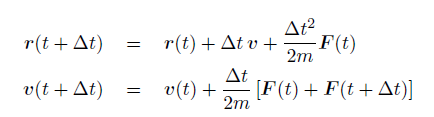 r(t + Δt) = r(t) + Δt v + Δt²/2m F(t)
v(t + Δt) = v(t) + Δt/2m [F(t) + F(t + Δt)]